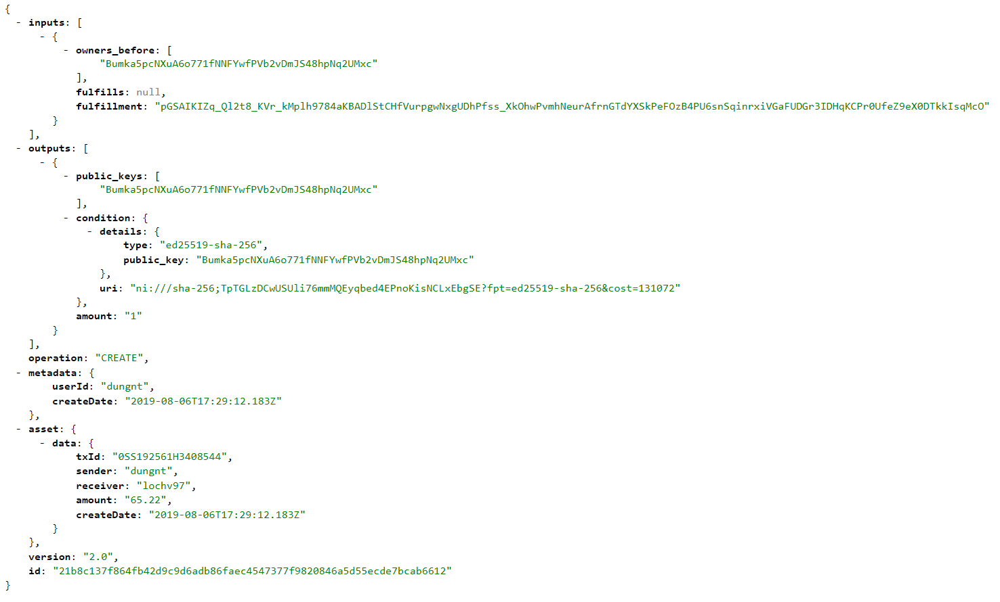 {
- inputs: [
- {
- owners_before: [
"Bumka5pcNXuA6o771fNNFYwfPVb2vDmJS48hpNq2UMxc"
],
fulfills: null,
fulfillment: "pGSAIKIZq_Ql2t8_KVr_kMplh9784aKBADlStCHfVurpgwNxgUDhPfss_XkOhwPvmhNeurAfrnGTdYXSkPeFOzB4PU6snSqinrxiVGaFUDGr3IDHqKCPr0UfeZ9eX0DTkkIsqMcO"
}
],
- outputs: [
- {
- public_keys: [
"Bumka5pcNXuA6o771fNNFYwfPVb2vDmJS48hpNq2UMxc"
],
- condition: {
- details: {
type: "ed25519-sha-256",
public_key: "Bumka5pcNXuA6o771fNNFYwfPVb2vDmJS48hpNq2UMxc"
},
uri: "ni:///sha-256;TpTGLzDCwUSUli76mmMQEyqbed4EPnoKisNCLxEbgSE?fpt=ed25519-sha-256&cost=131072"
},
amount: "1"
}
],
operation: "CREATE",
- metadata: {
userId: "dungnt",
createDate: "2019-08-06T17:29:12.183Z"
},
- asset: {
- data: {
txId: "0SS192561H3408544",
sender: "dungnt",
receiver: "lochv97",
amount: "65.22",
createDate: "2019-08-06T17:29:12.183Z"
}
},
version: "2.0",
id: "21b8c137f864fb42d9c9d6adb86faec4547377f9820846a5d55ecde7bcab6612"
}